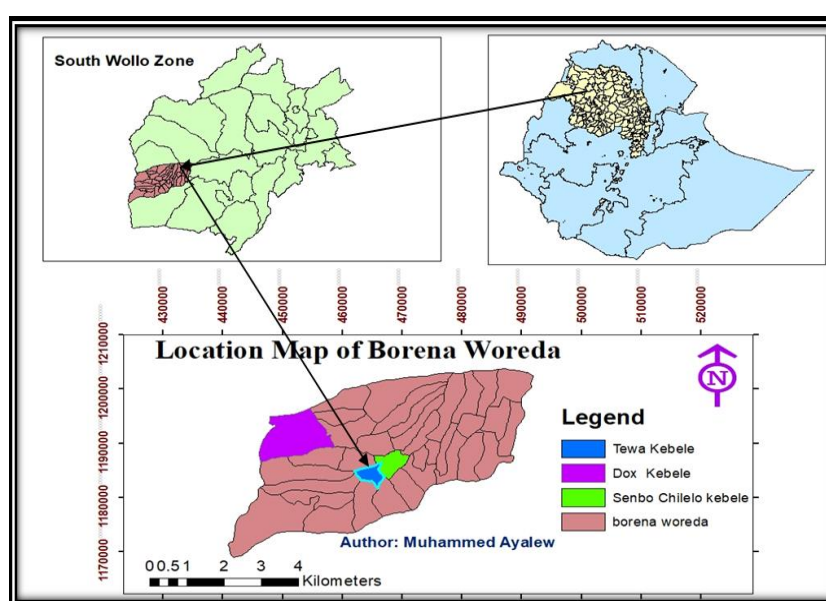 South Wollo Zone
430000
440000
450000
460000
470000
480000
490000
500000
510000
520000
1210000
1200000
1190000
1180000
1170000
Location Map of Borena Woreda
N
Legend
Tewa Kebele
Dox Kebele
Senbo Chilelo kebele
borena woreda
Author: Muhammed Ayalew
0 0.5 1 2 3 4
Kilometers